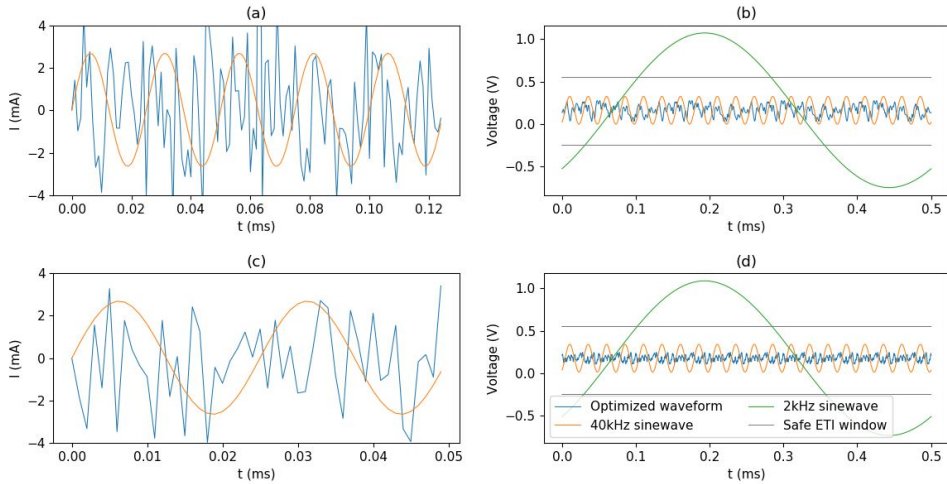 (a)
4
2
0
−2
−4
I (mA)
0.00 0.02 0.04 0.06 0.08 0.10 0.12
t (ms)
(b)
1.0
0.5
0.0
−0.5
Voltage (V)
0.0 0.1 0.2 0.3 0.4 0.5
t (ms)
(c)
4
2
0
−2
−4
I (mA)
0.00 0.01 0.02 0.03 0.04 0.05
t (ms)
(d)
1.0
0.5
0.0
−0.5
Voltage (V)
Optimized waveform 2kHz sinewave
40kHz sinewave Safe ETI window
0.0 0.1 0.2 0.3 0.4 0.5
t (ms)